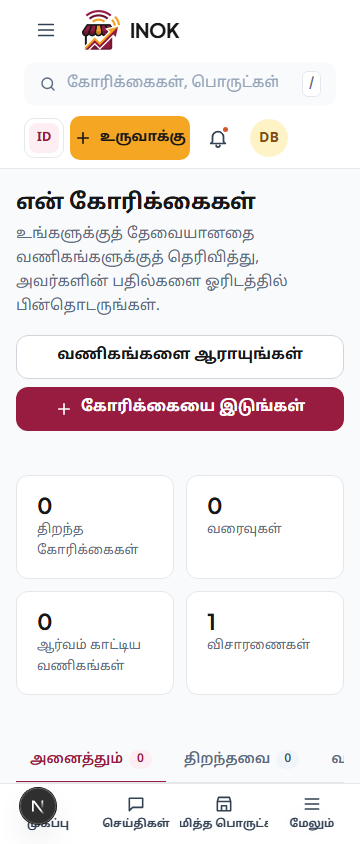 INOK
கோரிக்கைகள், பொருட்கள்
/
ID
+ உருவாக்கு
DB
என் கோரிக்கைகள்
உங்களுக்குத் தேவையானதை
வணிகங்களுக்குத் தெரிவித்து,
அவர்களின் பதில்களை ஓரிடத்தில்
பின்தொடருங்கள்.
வணிகங்களை ஆராயுங்கள்
+ கோரிக்கையை இடுங்கள்
0
திறந்த
கோரிக்கைகள்
0
வரைவுகள்
0
ஆர்வம் காட்டிய
வணிகங்கள்
1
விசாரணைகள்
அனைத்தும் 0
திறந்தவை 0
N
செய்திகள்
மேலும்